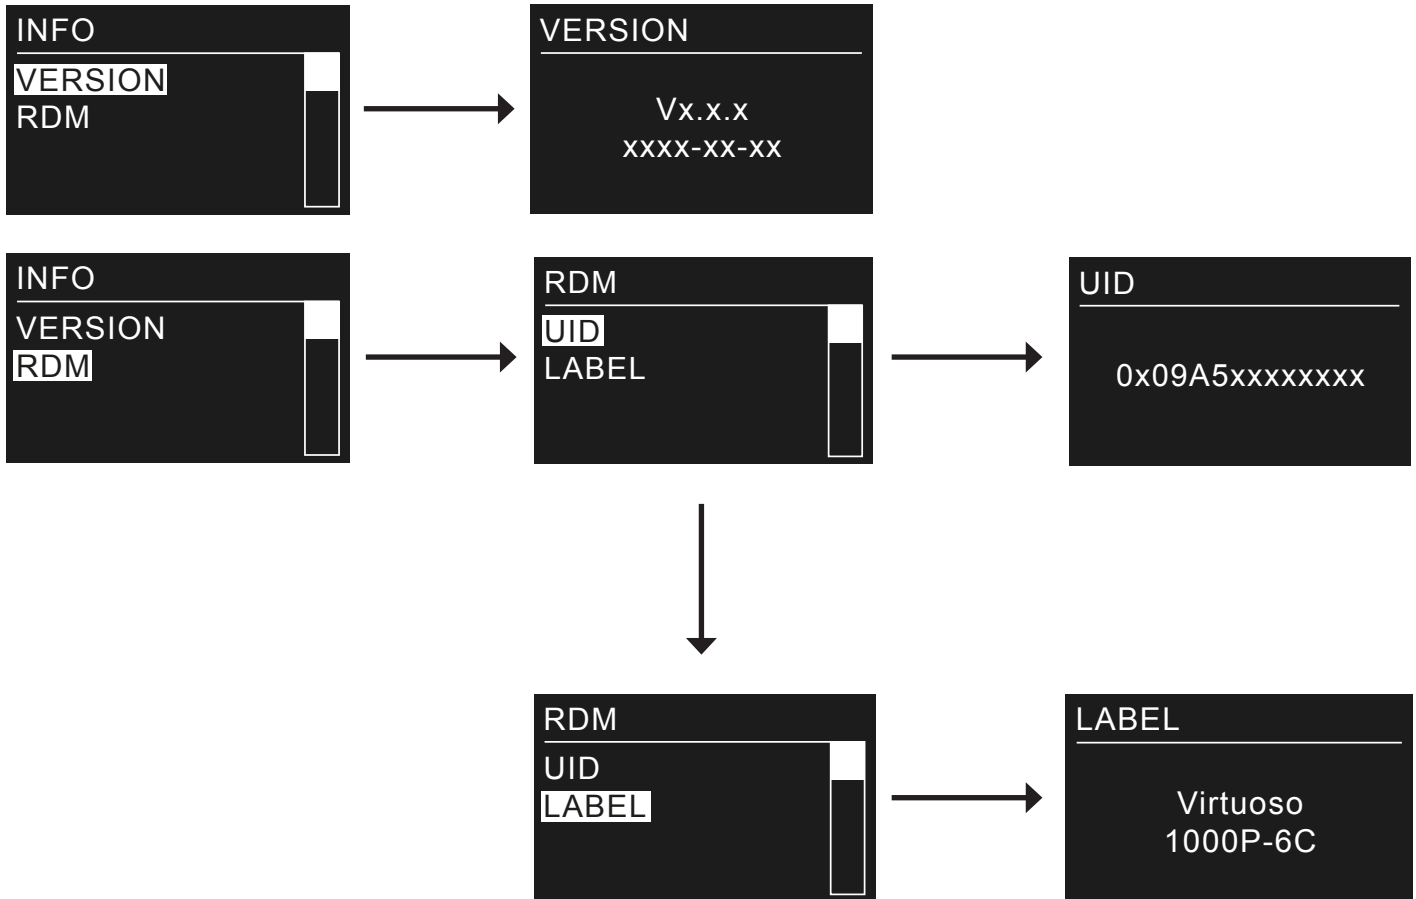 INFO
VERSION
RDM
VERSION
Vx.x.x
xxxx-xx-xx
INFO
VERSION
RDM
RDM
UID
LABEL
UID
0x09A5xxxxxxxx
RDM
UID
LABEL
LABEL
Virtuoso
1000P-6C